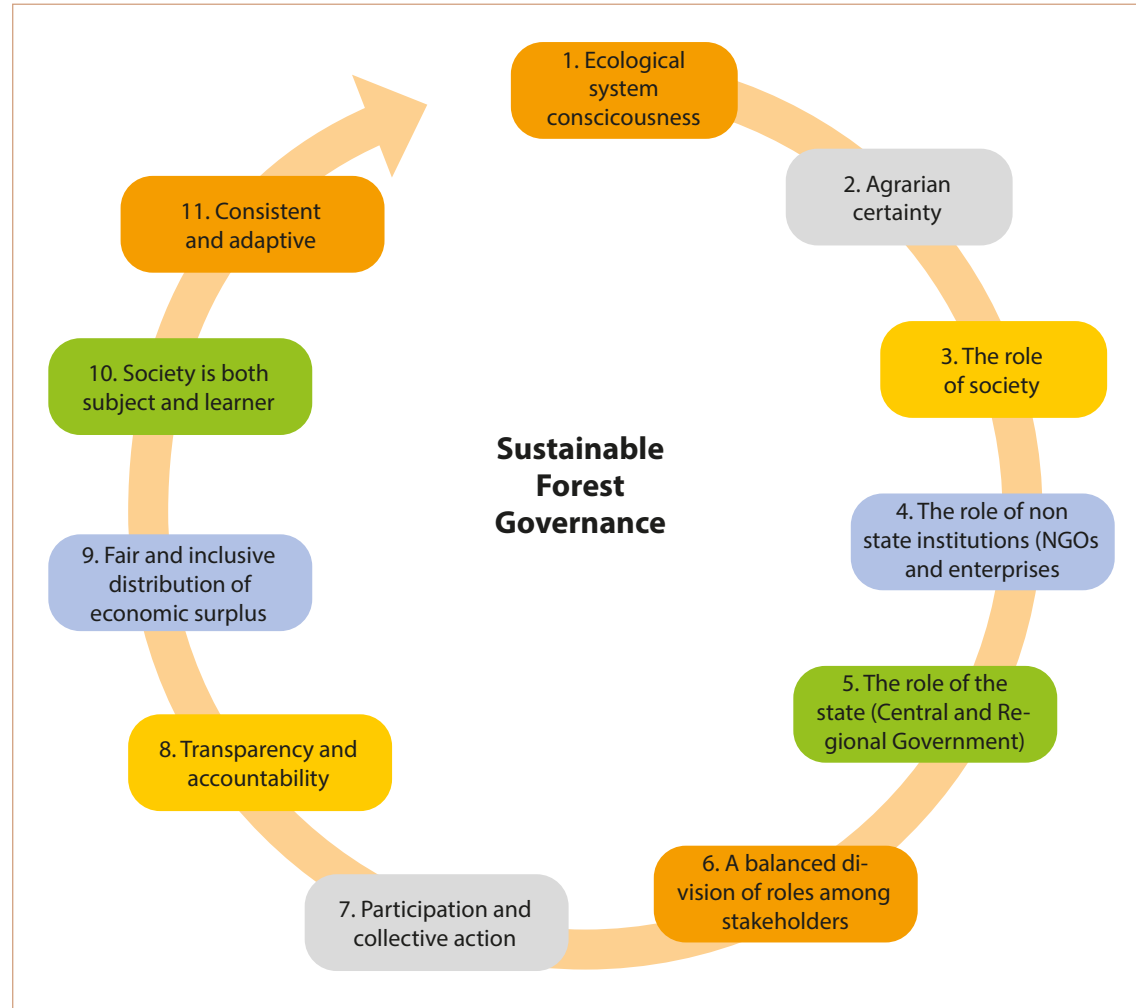 1. Ecological
system
conscicousness
2. Agrarian
certainty
3. The role
of society
4. The role of non
state institutions (NGOs
and enterprises
5. The role of the
state (Central and Re-
gional Government)
6. A balanced di-
vision of roles among
stakeholders
7. Participation and
collective action
8. Transparency and
accountability
9. Fair and inclusive
distribution of
economic surplus
10. Society is both
subject and learner
11. Consistent
and adaptive
Sustainable
Forest
Governance